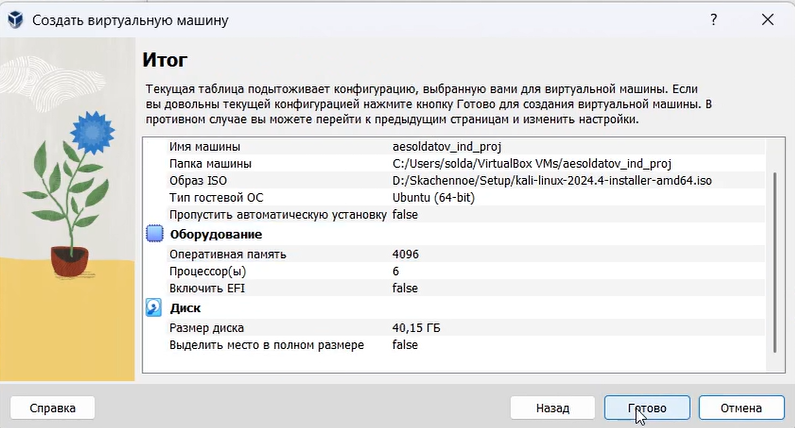 Создать виртуальную машину
?
Итог
Текущая таблица подытоживает конфигурацию, выбранную вами для виртуальной машины. Если
вы довольны текущей конфигурацией нажмите кнопку Готово для создания виртуальной машины. В
противном случае вы можете перейти к предыдущим страницам и изменить настройки.
Имя машины aesoldatov_ind_proj
Папка машины C:/Users/solda/VirtualBox VMs/aesoldatov_ind_proj
Образ ISO D:/Skachennoe/Setup/kali-linux-2024.4-installer-amd64.iso
Тип гостевой ОС Ubuntu (64-bit)
Пропустить автоматическую установку false
Оборудование
Оперативная память 4096
Процессор(ы) 6
Включить EFI false
Диск
Размер диска 40,15 ГБ
Выделить место в полном размере false
Справка Назад Готово Отмена